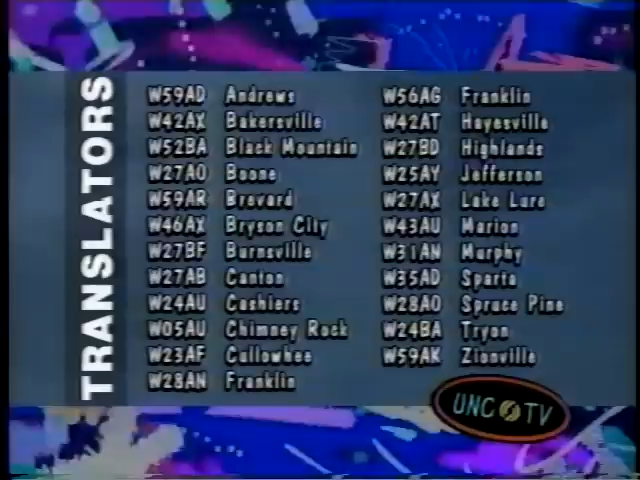 TRANSLATORS
W59AD Andrews
W42AX Bakersville
W52BA Black Mountain
W27AO Boone
W59AR Brevard
W46AX Bryson City
W27BF Burnsville
W27AB Canton
W24AU Cashiers
W05AU Chimney Rock
W23AF Cullowhee
W28AN Franklin
W56AG Franklin
W42AT Hayesville
W27BD Highlands
W25AY Jefferson
W27AX Lake Lure
W43AU Marion
W31AN Murphy
W35AD Sparta
W28AO Spruce Pine
W24BA Tryon
W59AK Zionville
UNC TV